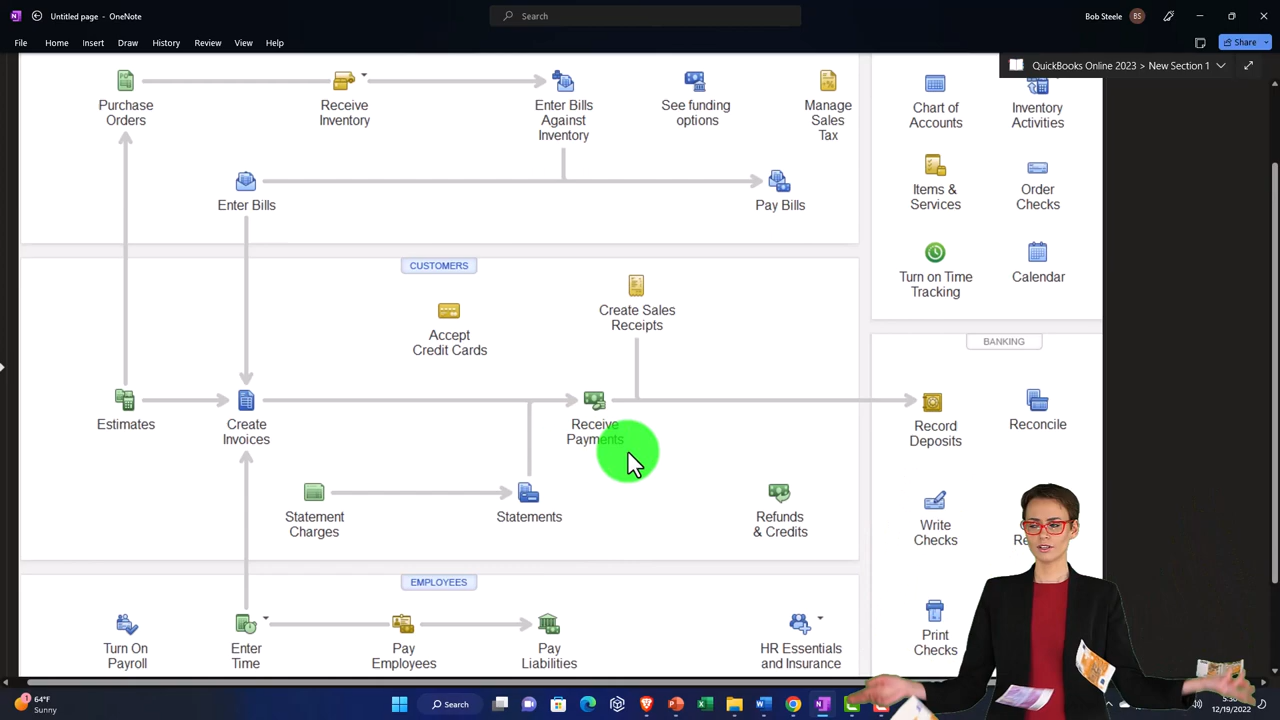 Untitled page - OneNote
Search
Bob Steele
BS
File
Home
Insert
Draw
History
Review
View
Help
Share
QuickBooks Online 2023 > New Section 1
Purchase
Orders
Receive
Inventory
Enter Bills
Against
Inventory
See funding
options
Manage
Sales
Tax
Chart of
Accounts
Inventory
Activities
Enter Bills
Pay Bills
Items &
Services
Order
Checks
Turn on Time
Tracking
Calendar
CUSTOMERS
Create Sales
Receipts
Accept
Credit Cards
BANKING
Estimates
Create
Invoices
Receive
Payments
Record
Deposits
Reconcile
Statement
Charges
Statements
Refunds
& Credits
Write
Checks
EMPLOYEES
Turn On
Payroll
Enter
Time
Pay
Employees
Pay
Liabilities
HR Essentials
and Insurance
Print
Checks
64°F
Sunny
Search
12/19/2022